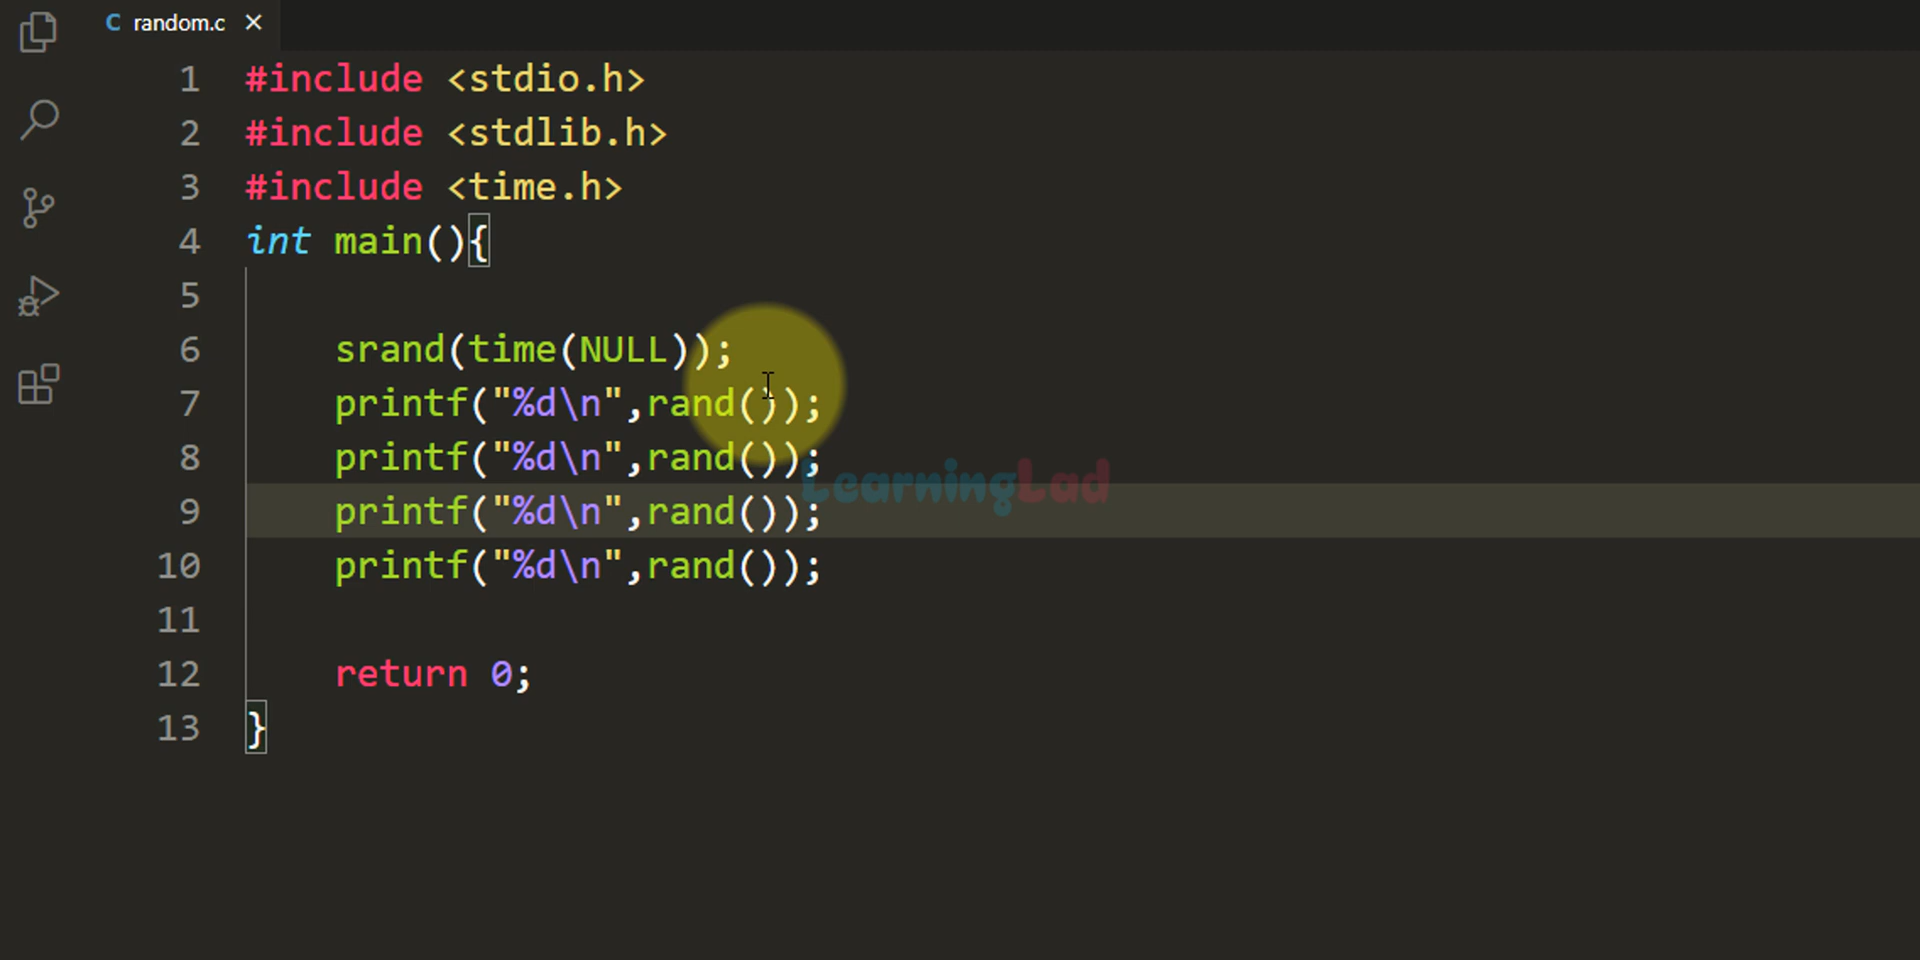 random.c
1 #include <stdio.h>
2 #include <stdlib.h>
3 #include <time.h>
4 int main(){
5
6 srand(time(NULL));
7 printf("%d\n",rand());
8 printf("%d\n",rand());
LearningLad
9 printf("%d\n",rand());
10 printf("%d\n",rand());
11
12 return 0;
13 }